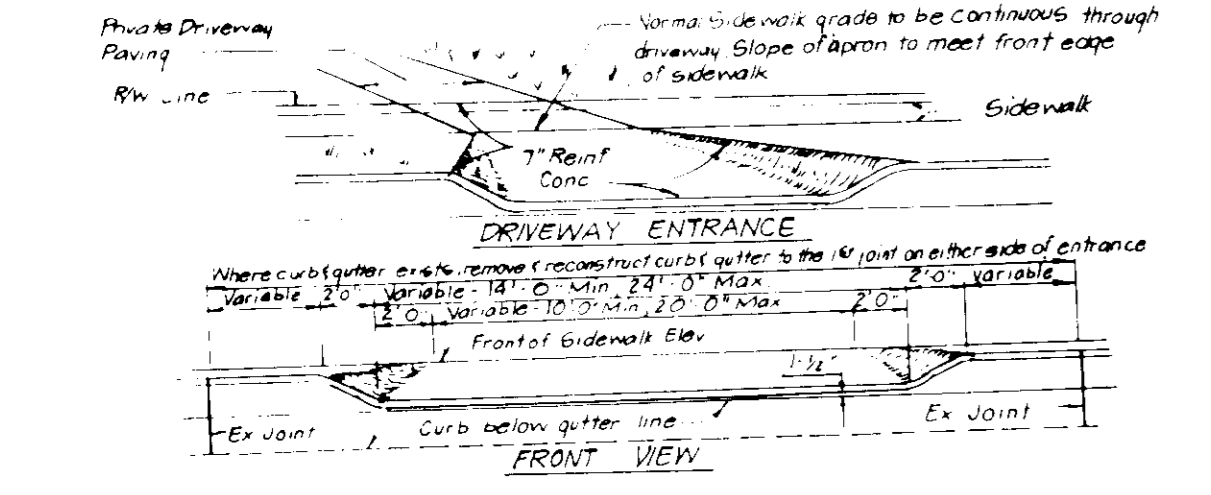 Private Driveway
Paving
R/W Line
Normal Sidewalk grade to be continuous through
driveway Slope of apron to meet front edge
of sidewalk
Sidewalk
7" Reinf
Conc
DRIVEWAY ENTRANCE
Where curb & gutter exists, remove & reconstruct curb & gutter to the 1st joint on either side of entrance
Variable 2'0" Variable - 14'-0" Min, 24'-0" Max 2'0" Variable
2'0" Variable - 10'0" Min, 20'-0" Max 2'0"
Front of Sidewalk Elev
1-1/2"
Ex Joint Curb below gutter line Ex Joint
FRONT VIEW